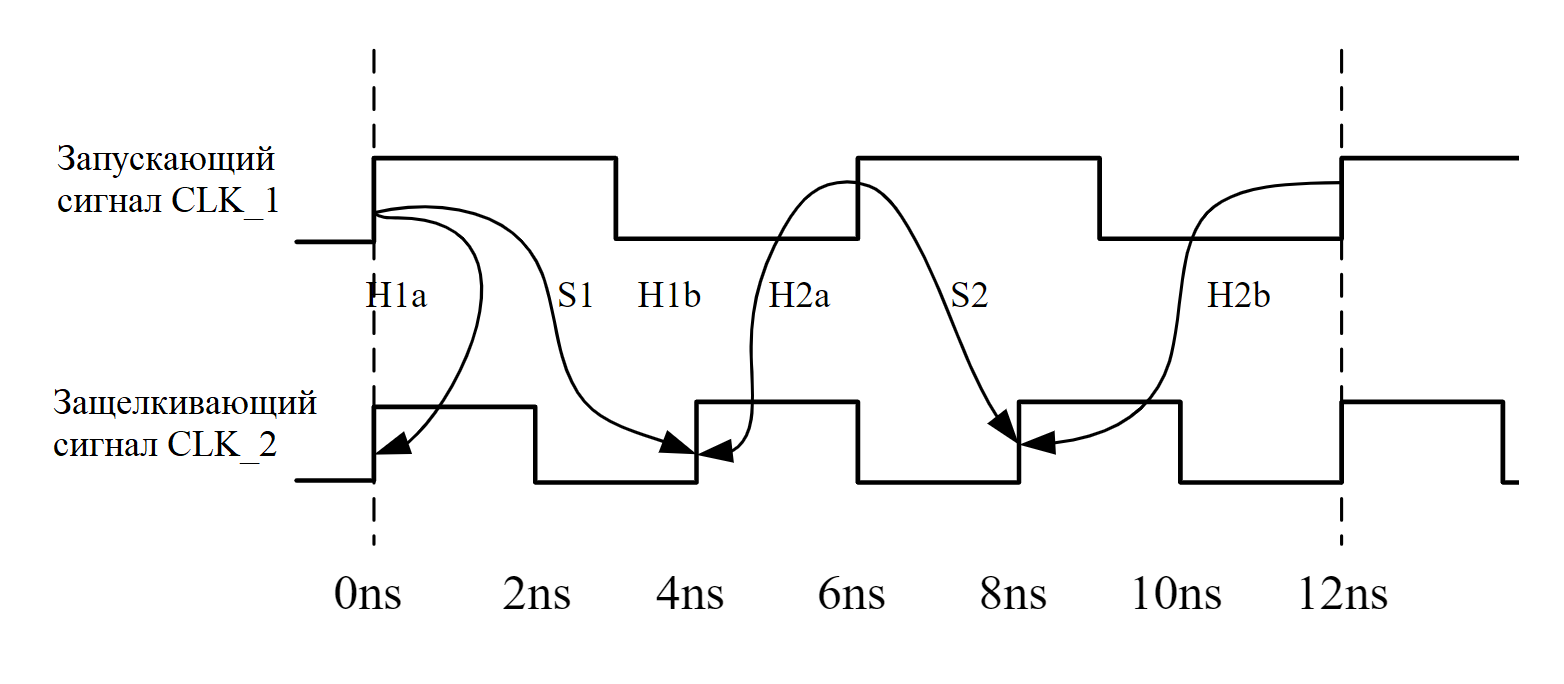 Запускающий
сигнал CLK_1
H1a
S1
H1b
H2a
S2
H2b
Защелкивающий
сигнал CLK_2
0ns
2ns
4ns
6ns
8ns
10ns
12ns